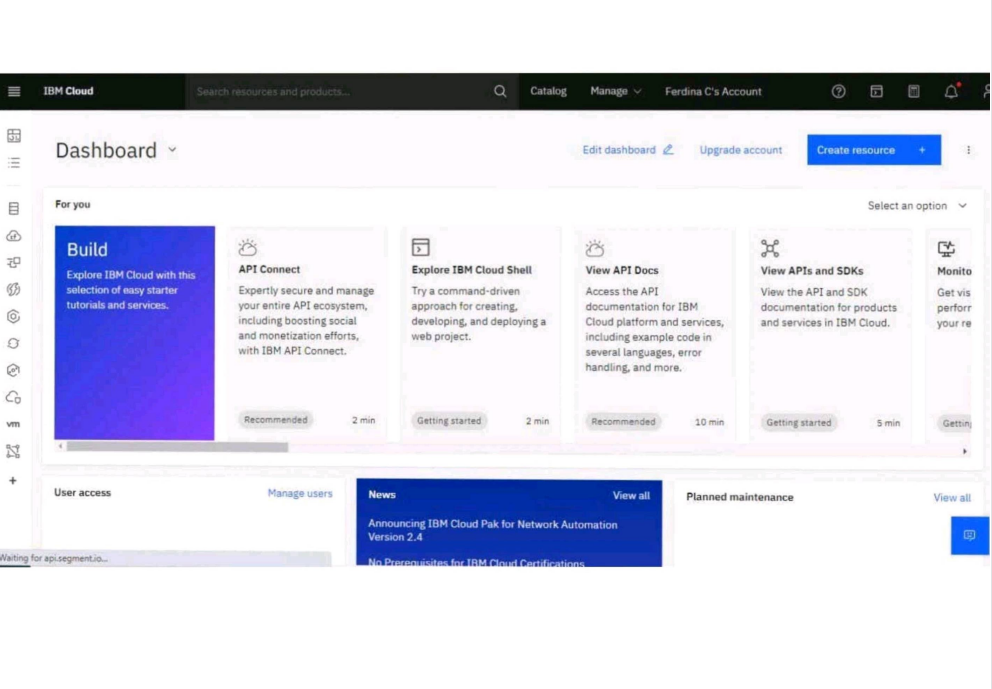 IBM Cloud
Search resources and products...
Catalog
Manage
Ferdina C's Account
Dashboard
Edit dashboard
Upgrade account
Create resource +
For you
Select an option
Build
Explore IBM Cloud with this
selection of easy starter
tutorials and services.
API Connect
Expertly secure and manage
your entire API ecosystem,
including boosting social
and monetization efforts,
with IBM API Connect.
Recommended
2 min
Explore IBM Cloud Shell
Try a command-driven
approach for creating,
developing, and deploying a
web project.
Getting started
2 min
View API Docs
Access the API
documentation for IBM
Cloud platform and services,
including example code in
several languages, error
handling, and more.
Recommended
10 min
View APIs and SDKs
View the API and SDK
documentation for products
and services in IBM Cloud.
Getting started
5 min
Monito
Get vis
perforr
your re
Getting
vm
+
User access
Manage users
News
View all
Announcing IBM Cloud Pak for Network Automation
Version 2.4
No Prerequisites for IBM Cloud Certifications
Planned maintenance
View all
Waiting for api.segment.io...